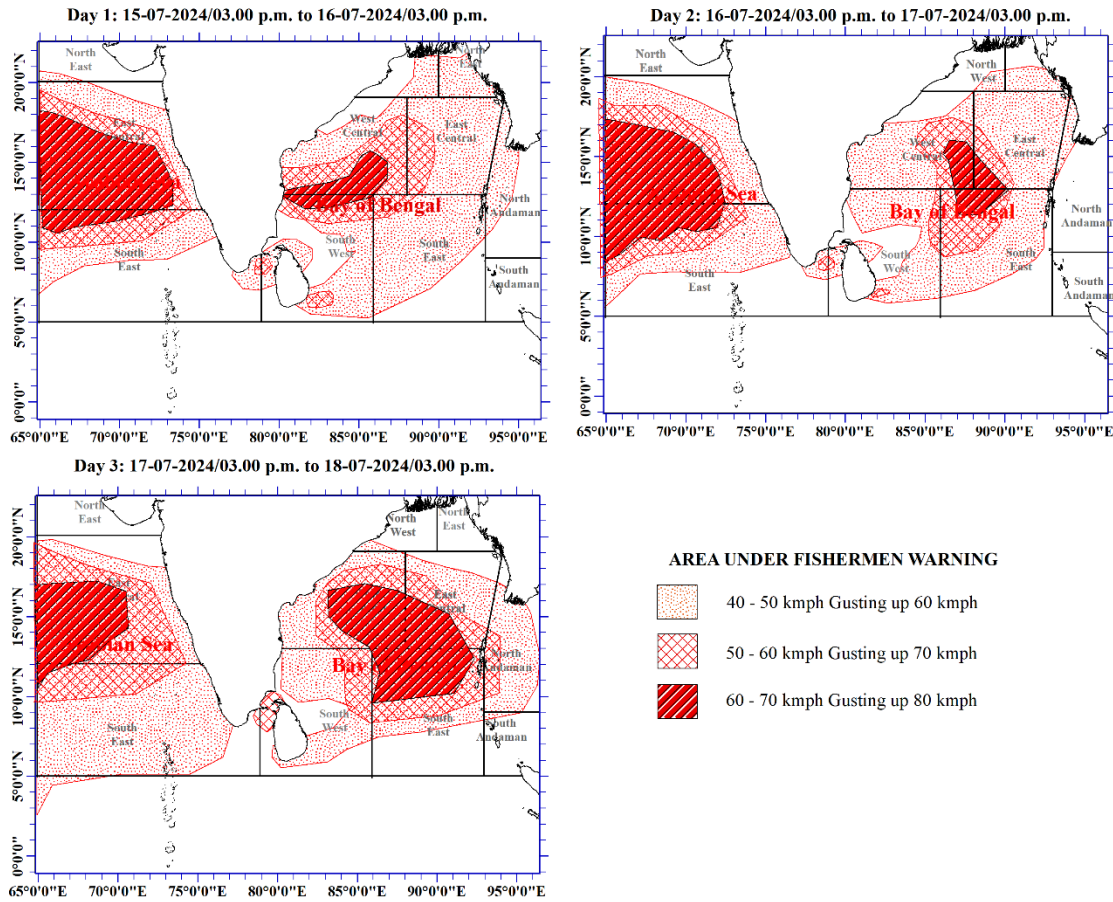 Day 1: 15-07-2024/03.00 p.m. to 16-07-2024/03.00 p.m.
North
East
North
East
20°0'0"N
15°0'0"N
10°0'0"N
5°0'0"N
0°0'0"
East
West
Central
East
Central
Bay of Bengal
North
Andaman
South
West
South
East
South
East
South
Andaman
65°0'0"E 70°0'0"E 75°0'0"E 80°0'0"E 85°0'0"E 90°0'0"E 95°0'0"E
Day 2: 16-07-2024/03.00 p.m. to 17-07-2024/03.00 p.m.
North
East
North
West
20°0'0"N
15°0'0"N
10°0'0"N
5°0'0"N
0°0'0"
West
Central
East
Central
Sea
Bay of Bengal
North
Andaman
South
West
South
East
South
East
South
Andaman
65°0'0"E 70°0'0"E 75°0'0"E 80°0'0"E 85°0'0"E 90°0'0"E 95°0'0"E
Day 3: 17-07-2024/03.00 p.m. to 18-07-2024/03.00 p.m.
North
East
North
West
North
East
20°0'0"N
15°0'0"N
10°0'0"N
5°0'0"N
0°0'0"
East
Sea
Bay
North
Andaman
South
West
South
East
South
East
South
Andaman
65°0'0"E 70°0'0"E 75°0'0"E 80°0'0"E 85°0'0"E 90°0'0"E 95°0'0"E
AREA UNDER FISHERMEN WARNING
40 - 50 kmph Gusting up 60 kmph
50 - 60 kmph Gusting up 70 kmph
60 - 70 kmph Gusting up 80 kmph